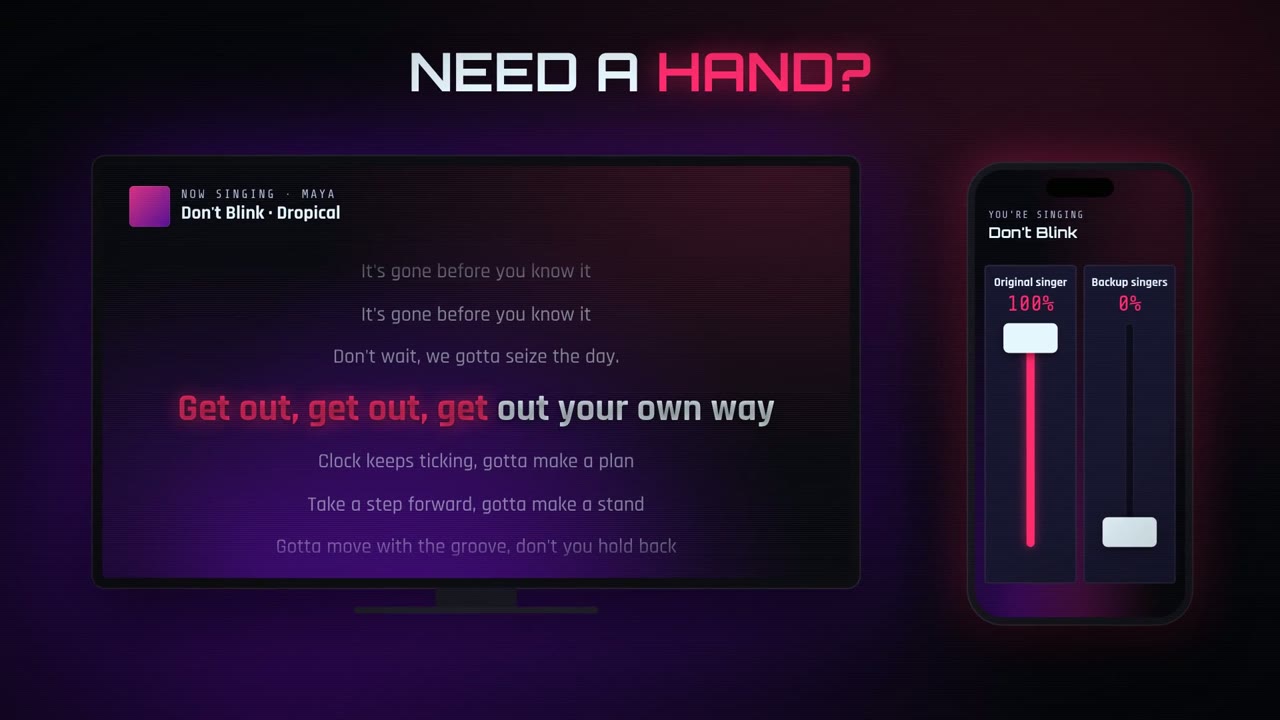 NEED A HAND?
NOW SINGING · MAYA
Don't Blink · Dropical
It's gone before you know it
It's gone before you know it
Don't wait, we gotta seize the day.
Get out, get out, get out your own way
Clock keeps ticking, gotta make a plan
Take a step forward, gotta make a stand
Gotta move with the groove, don't you hold back
YOU'RE SINGING
Don't Blink
Original singer
100%
Backup singers
0%